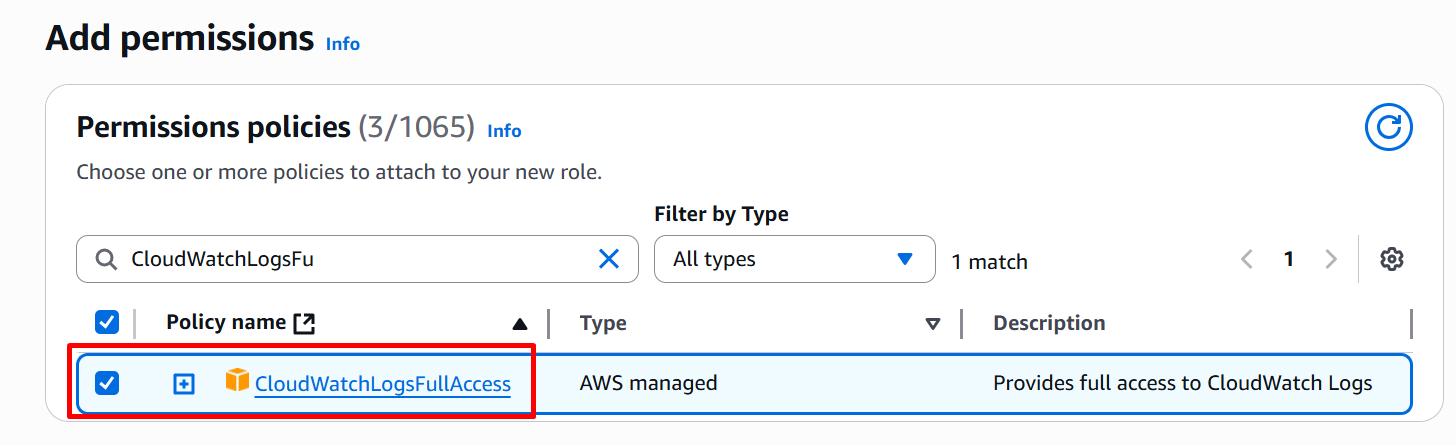 Add permissions Info
Permissions policies (3/1065) Info
Choose one or more policies to attach to your new role.
Filter by Type
CloudWatchLogsFu All types 1 match 1
Policy name Type Description
CloudWatchLogsFullAccess AWS managed Provides full access to CloudWatch Logs